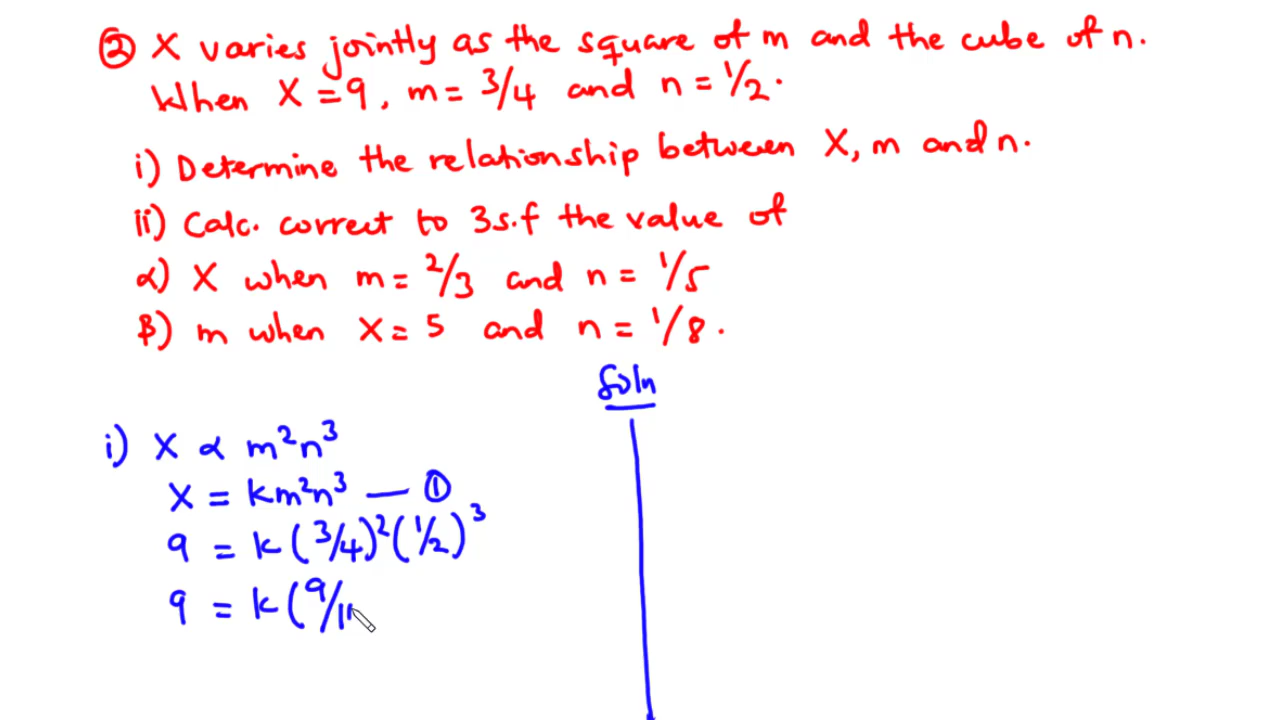 ② X varies jointly as the square of m and the cube of n.
When X = 9, m = 3/4 and n = 1/2.
i) Determine the relationship between X, m and n.
ii) Calc. correct to 3s.f the value of
α) X when m = 2/3 and n = 1/5
β) m when X = 5 and n = 1/8.
Soln
i) X ∝ m²n³
X = km²n³ — ①
9 = k(3/4)²(1/2)³
9 = k(9/1